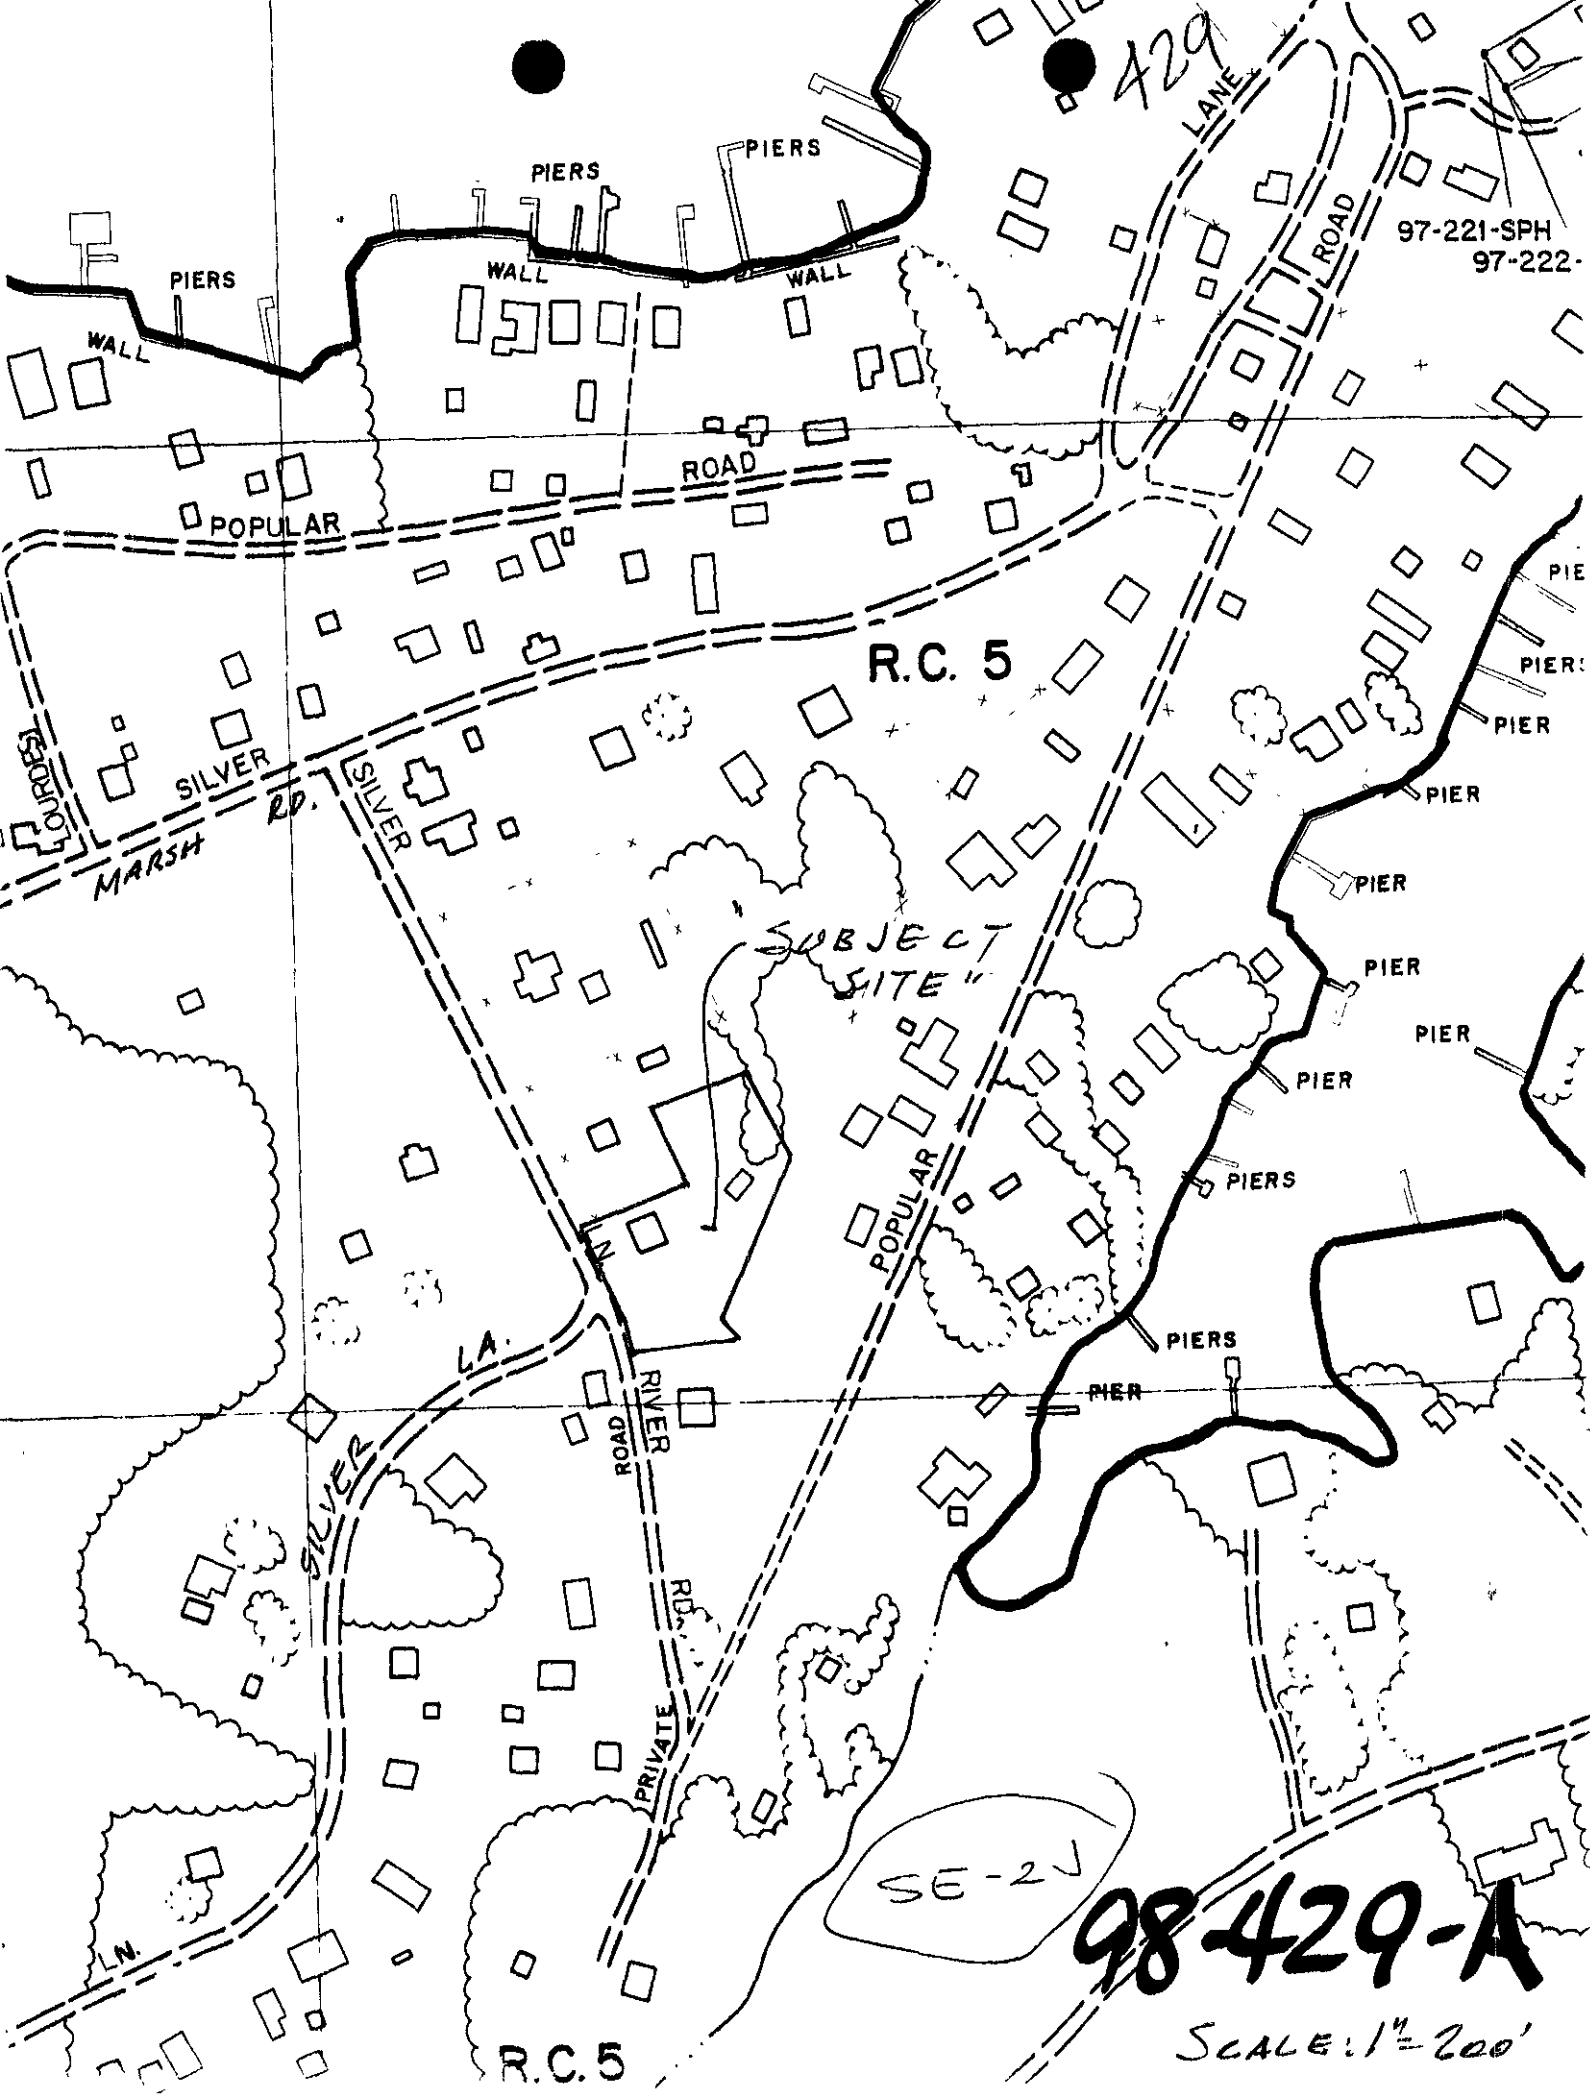 429
LANE
PIERS
PIERS
ROAD
97-221-SPH
97-222-
PIERS
WALL
WALL
WALL
ROAD
POPULAR
PIE
R.C. 5
PIERS
PIER
LOURDES
SILVER
RD.
SILVER
MARSH
PIER
PIER
"SUBJECT
SITE"
PIER
PIER
PIER
POPULAR
PIERS
LN.
PIERS
LA.
RIVER
ROAD
PIER
SILVER
RD.
PRIVATE
SE-2J
98-429-A
LN.
SCALE: 1"=200'
R.C. 5